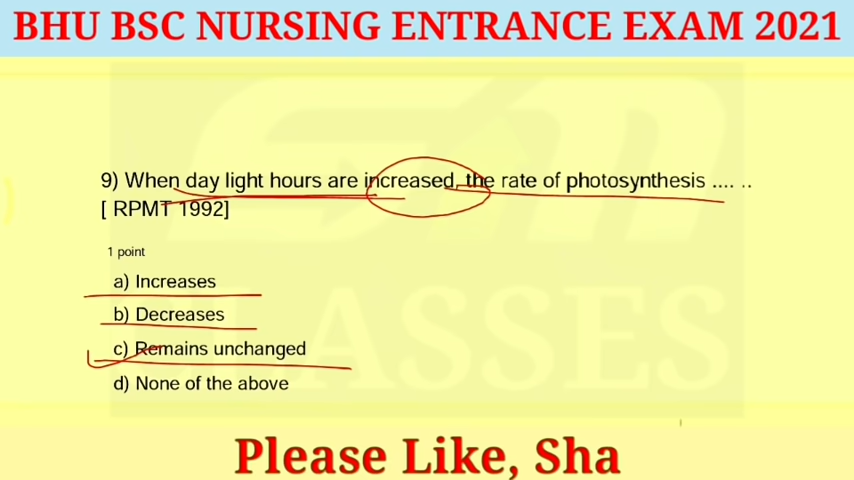 BHU BSC NURSING ENTRANCE EXAM 2021
9) When day light hours are increased, the rate of photosynthesis .... ..
[ RPMT 1992]
1 point
a) Increases
b) Decreases
c) Remains unchanged
d) None of the above
CLASSES
Please Like, Sha